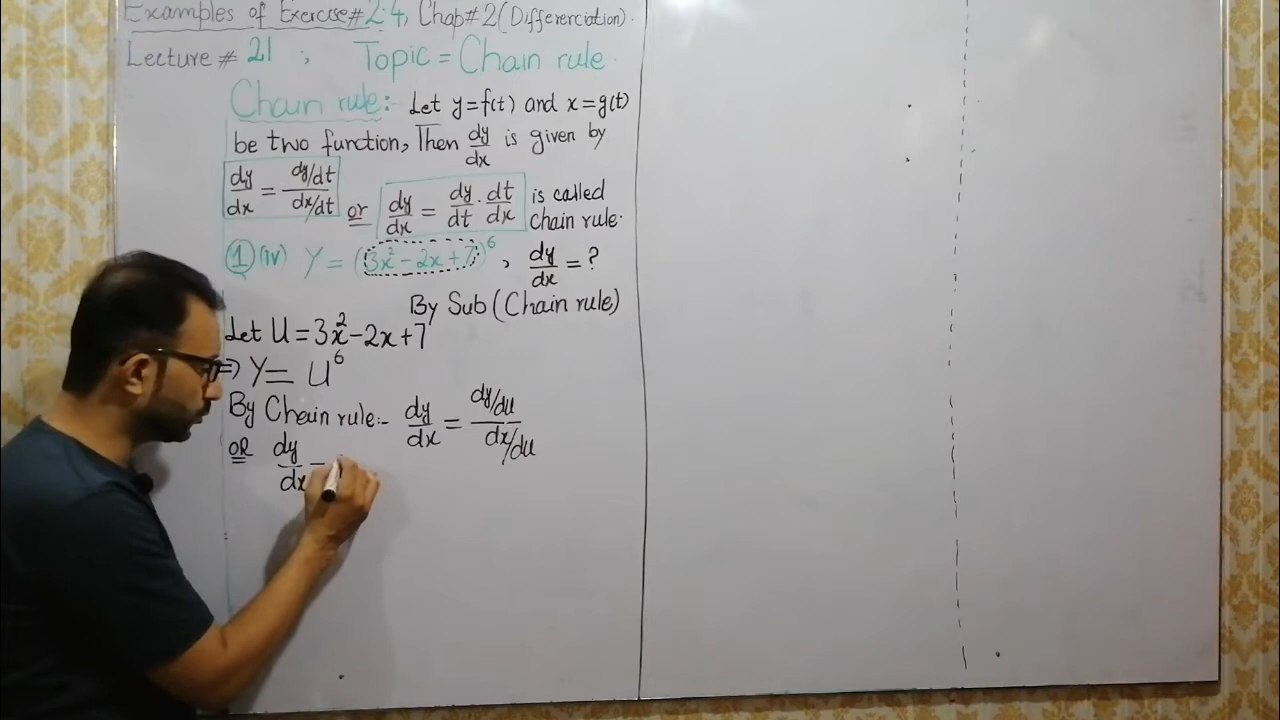 Examples of Exercise# 2.4, Chap# 2 (Differenciation).
Lecture # 21 ; Topic = Chain rule.
Chain rule:- Let y=f(t) and x=g(t)
be two function, Then dy/dx is given by
dy/dx = (dy/dt)/(dx/dt) or dy/dx = dy/dt . dt/dx is called
chain rule.
Q1 (iv) Y = (3x²-2x+7)⁶ , dy/dx = ?
By Sub (Chain rule)
Let U = 3x²-2x+7
⇒ Y = U⁶
By Chain rule:- dy/dx = (dy/du)/(dx/du)
OR dy/dx =